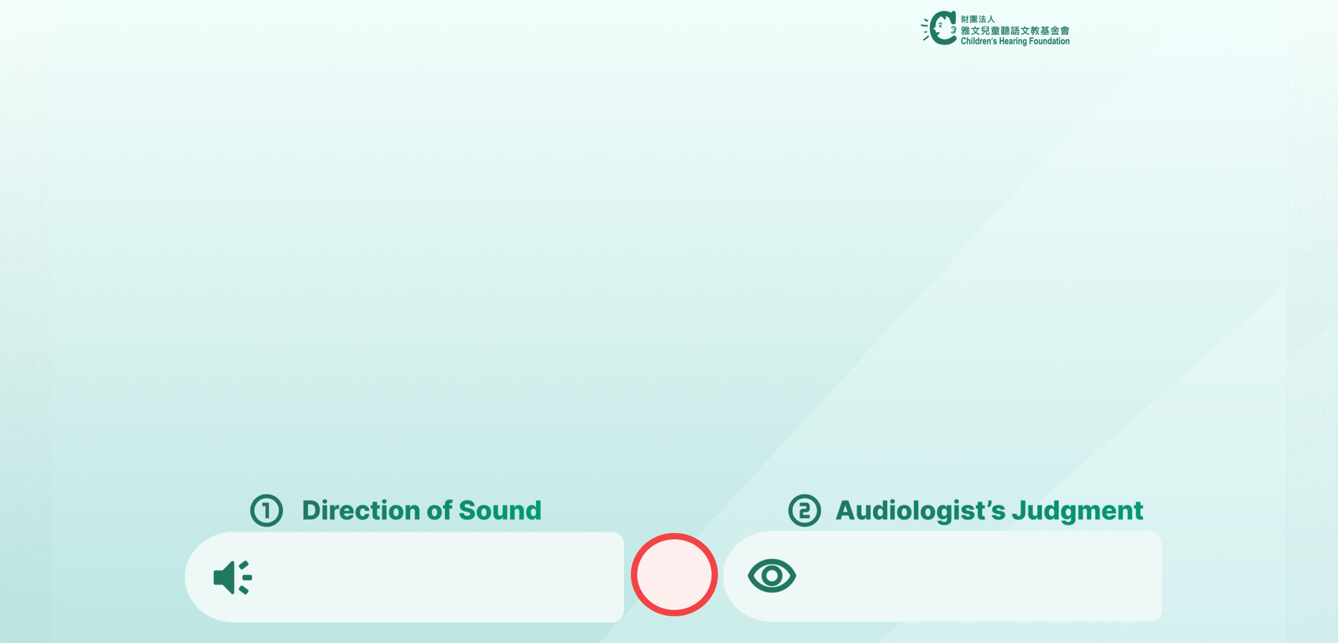 財團法人
雅文兒童聽語文教基金會
Children's Hearing Foundation
1 Direction of Sound
2 Audiologist’s Judgment